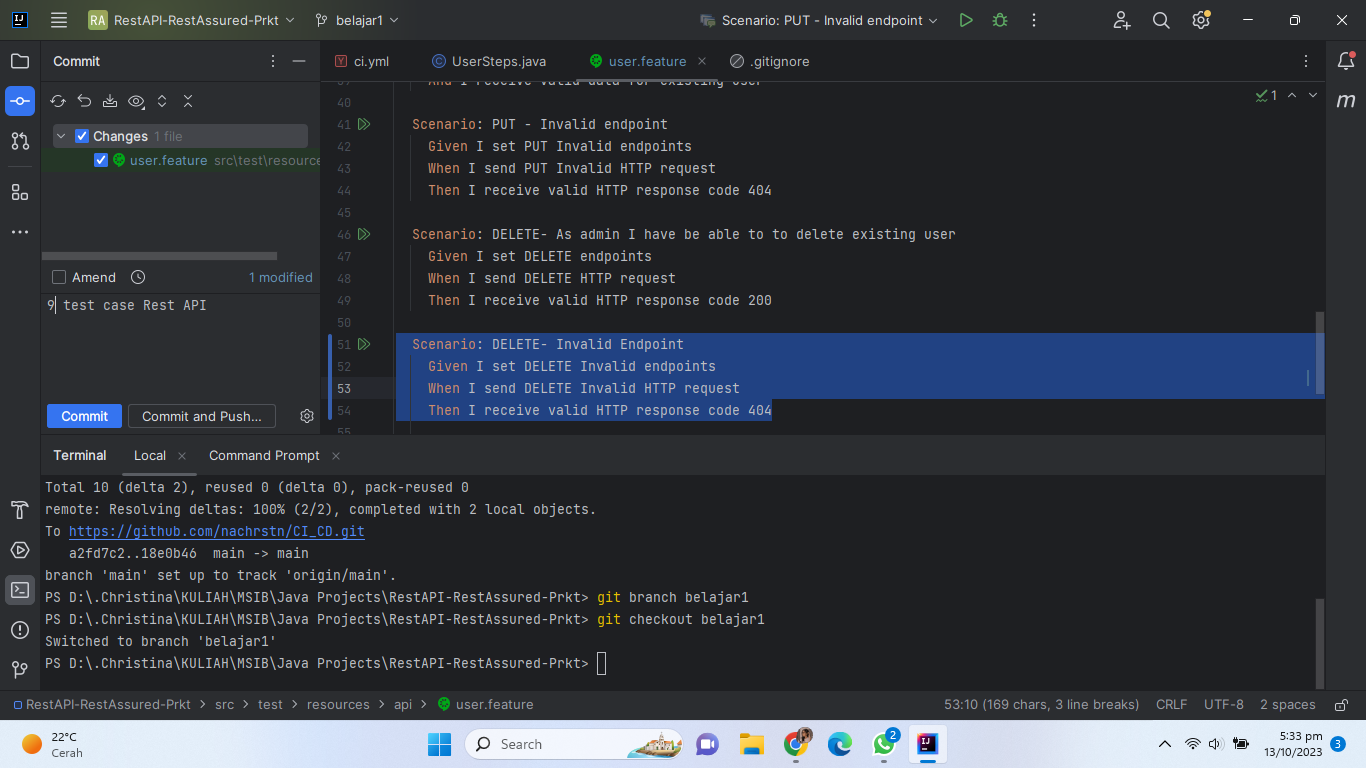 RA RestAPI-RestAssured-Prkt belajar1 Scenario: PUT - Invalid endpoint
Commit
ci.yml UserSteps.java user.feature .gitignore
Changes 1 file
user.feature src\test\resource
Amend 1 modified
9 test case Rest API
Commit Commit and Push...
1
39 And I receive valid data for existing user
40
41 Scenario: PUT - Invalid endpoint
42 Given I set PUT Invalid endpoints
43 When I send PUT Invalid HTTP request
44 Then I receive valid HTTP response code 404
45
46 Scenario: DELETE- As admin I have be able to to delete existing user
47 Given I set DELETE endpoints
48 When I send DELETE HTTP request
49 Then I receive valid HTTP response code 200
50
51 Scenario: DELETE- Invalid Endpoint
52 Given I set DELETE Invalid endpoints
53 When I send DELETE Invalid HTTP request
54 Then I receive valid HTTP response code 404
55
m
Terminal Local Command Prompt
Total 10 (delta 2), reused 0 (delta 0), pack-reused 0
remote: Resolving deltas: 100% (2/2), completed with 2 local objects.
To https://github.com/nachrstn/CI_CD.git
a2fd7c2..18e0b46 main -> main
branch 'main' set up to track 'origin/main'.
PS D:\.Christina\KULIAH\MSIB\Java Projects\RestAPI-RestAssured-Prkt> git branch belajar1
PS D:\.Christina\KULIAH\MSIB\Java Projects\RestAPI-RestAssured-Prkt> git checkout belajar1
Switched to branch 'belajar1'
PS D:\.Christina\KULIAH\MSIB\Java Projects\RestAPI-RestAssured-Prkt>
RestAPI-RestAssured-Prkt > src > test > resources > api > user.feature 53:10 (169 chars, 3 line breaks) CRLF UTF-8 2 spaces
22°C
Cerah
Search
2
5:33 pm
13/10/2023
3